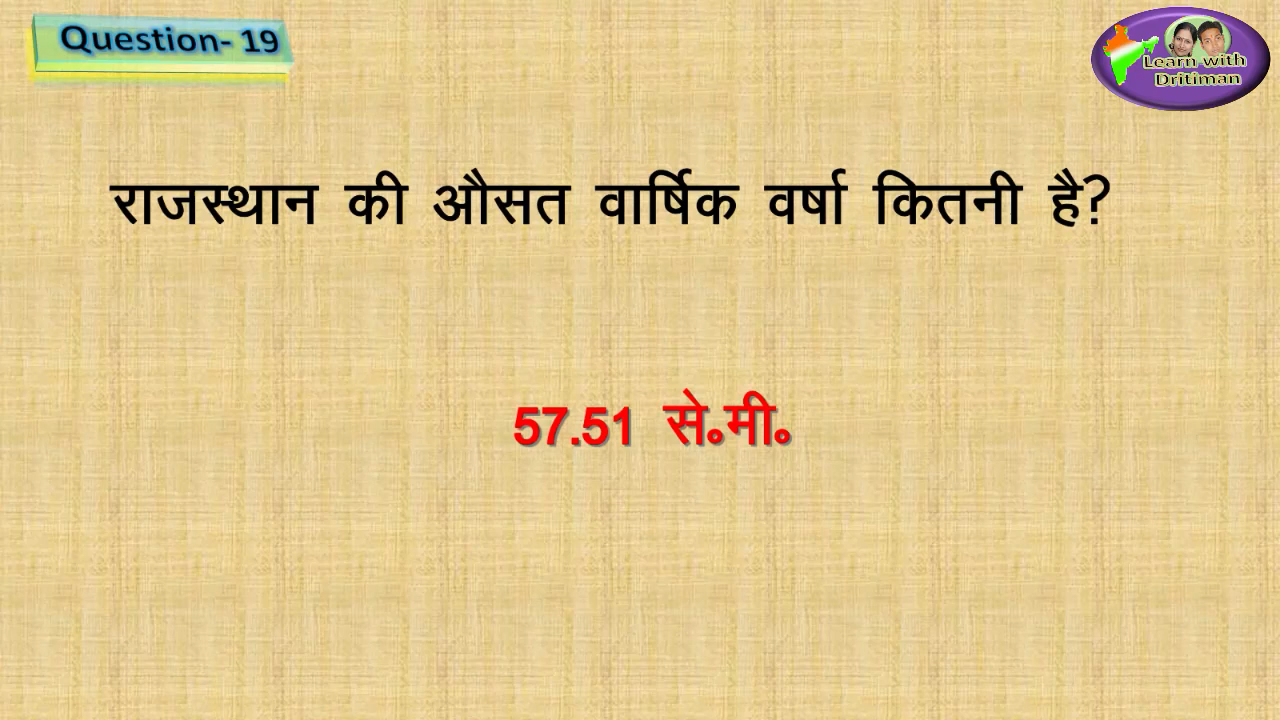 Question- 19
Learn with
Dritiman
राजस्थान की औसत वार्षिक वर्षा कितनी है?
57.51 से॰मी॰